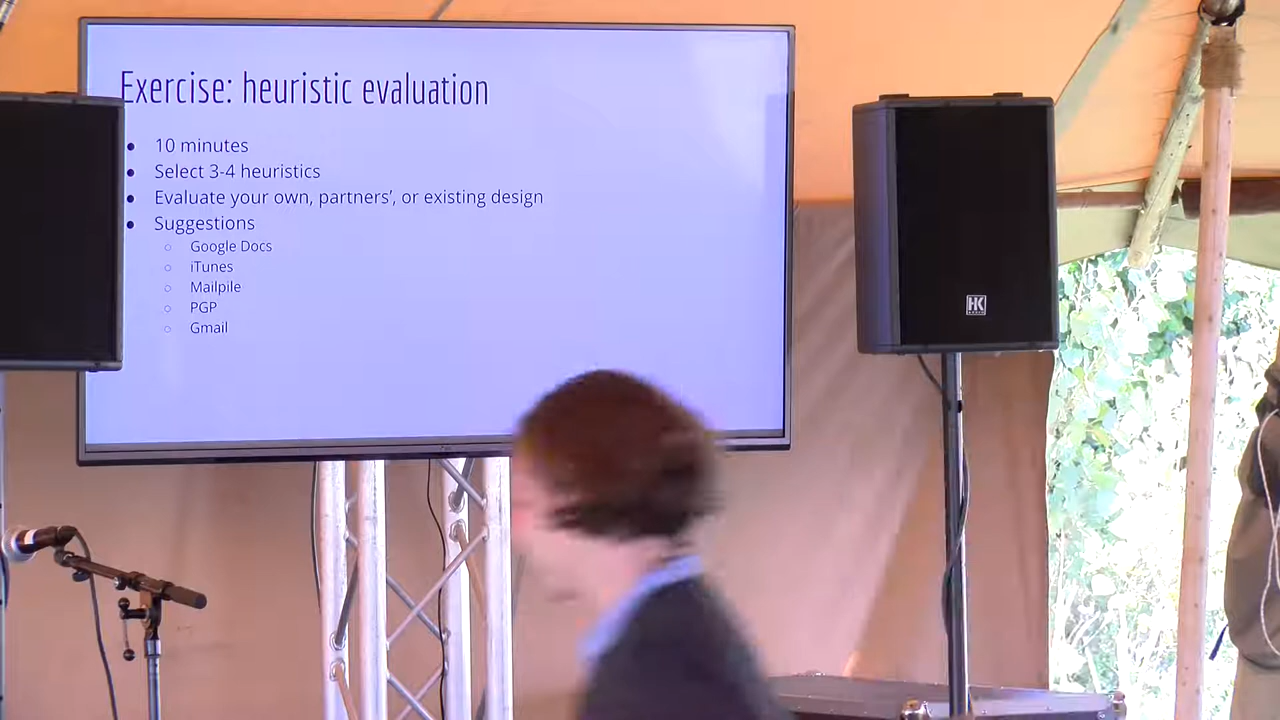 Exercise: heuristic evaluation
10 minutes
Select 3-4 heuristics
Evaluate your own, partners', or existing design
Suggestions
Google Docs
iTunes
Mailpile
PGP
Gmail
HK